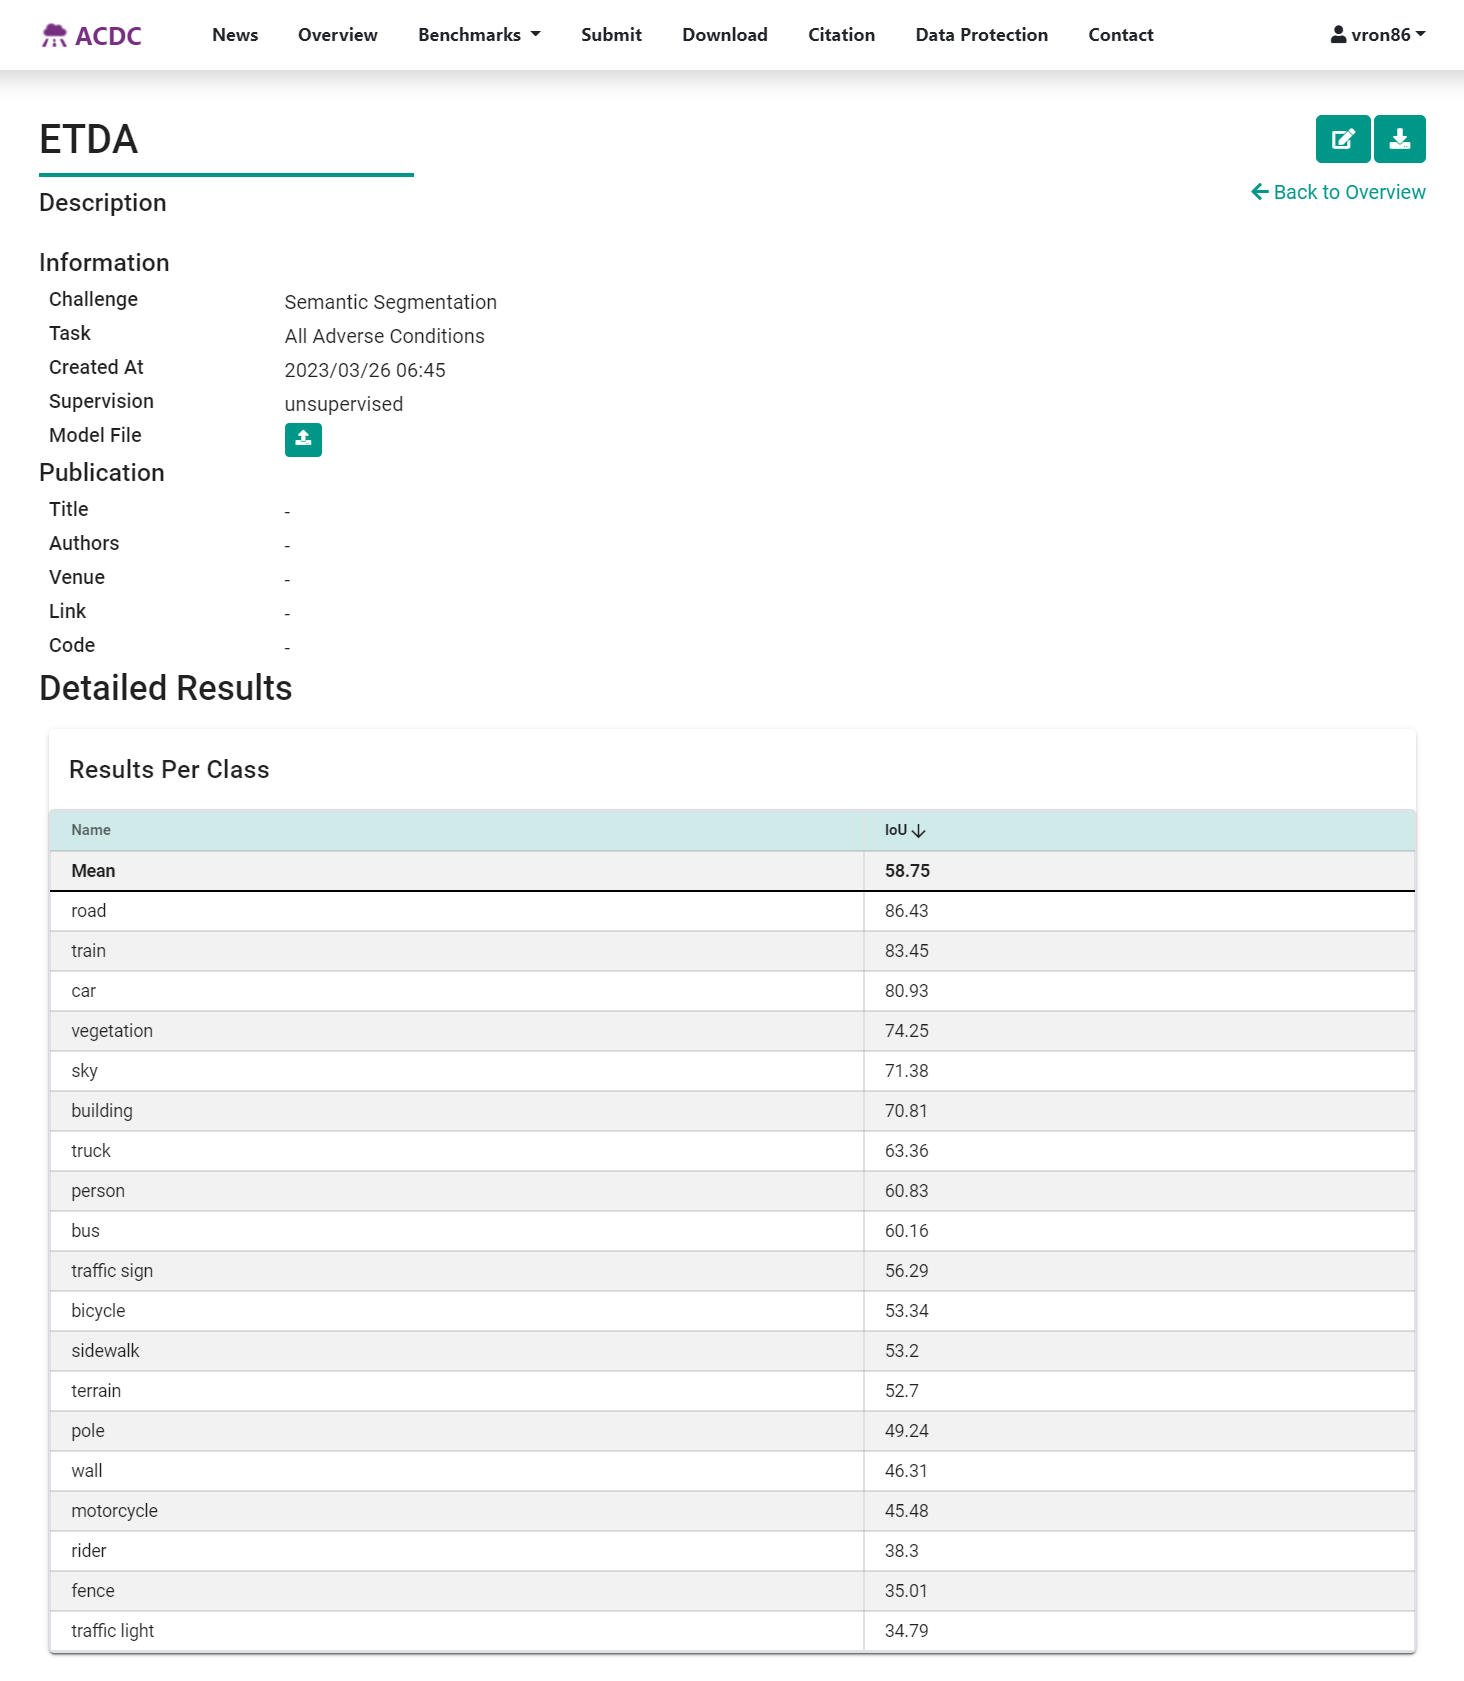 ACDC News Overview Benchmarks Submit Download Citation Data Protection Contact vron86
ETDA
Back to Overview
Description
Information
Challenge Semantic Segmentation
Task All Adverse Conditions
Created At 2023/03/26 06:45
Supervision unsupervised
Model File
Publication
Title -
Authors -
Venue -
Link -
Code -
Detailed Results
Results Per Class
Name IoU
Mean 58.75
road 86.43
train 83.45
car 80.93
vegetation 74.25
sky 71.38
building 70.81
truck 63.36
person 60.83
bus 60.16
traffic sign 56.29
bicycle 53.34
sidewalk 53.2
terrain 52.7
pole 49.24
wall 46.31
motorcycle 45.48
rider 38.3
fence 35.01
traffic light 34.79